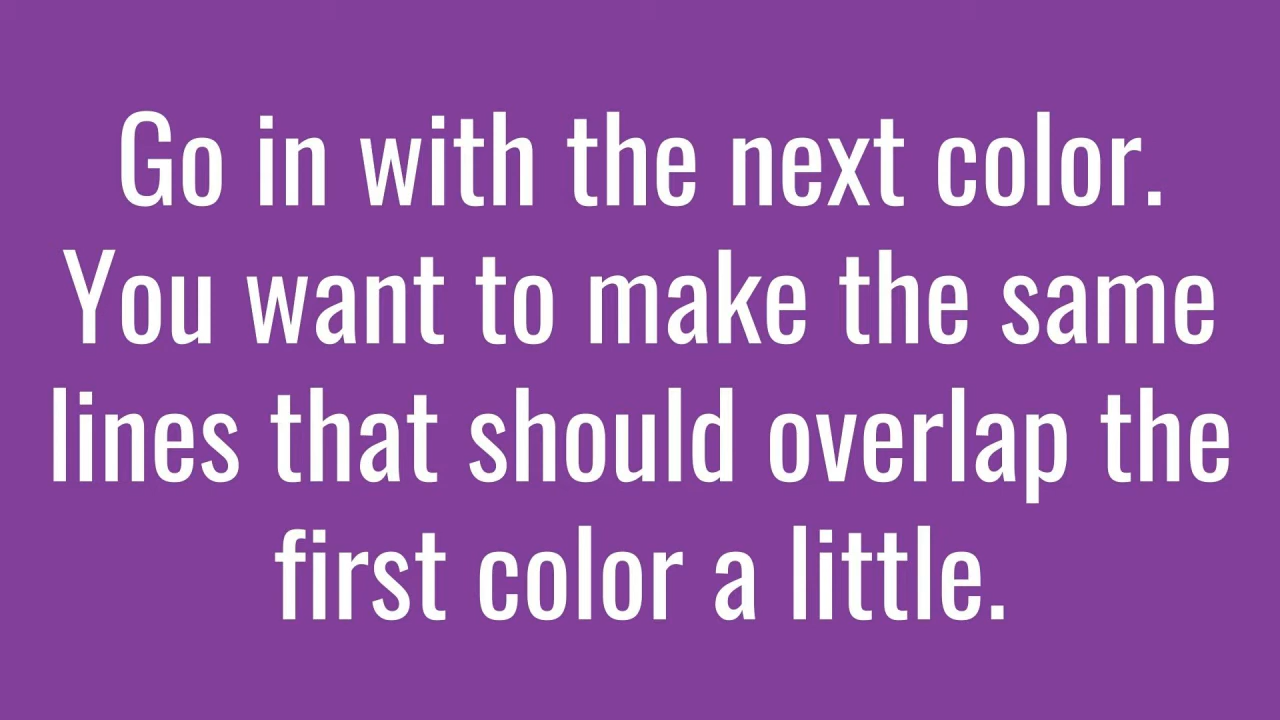 Go in with the next color.
You want to make the same
lines that should overlap the
first color a little.